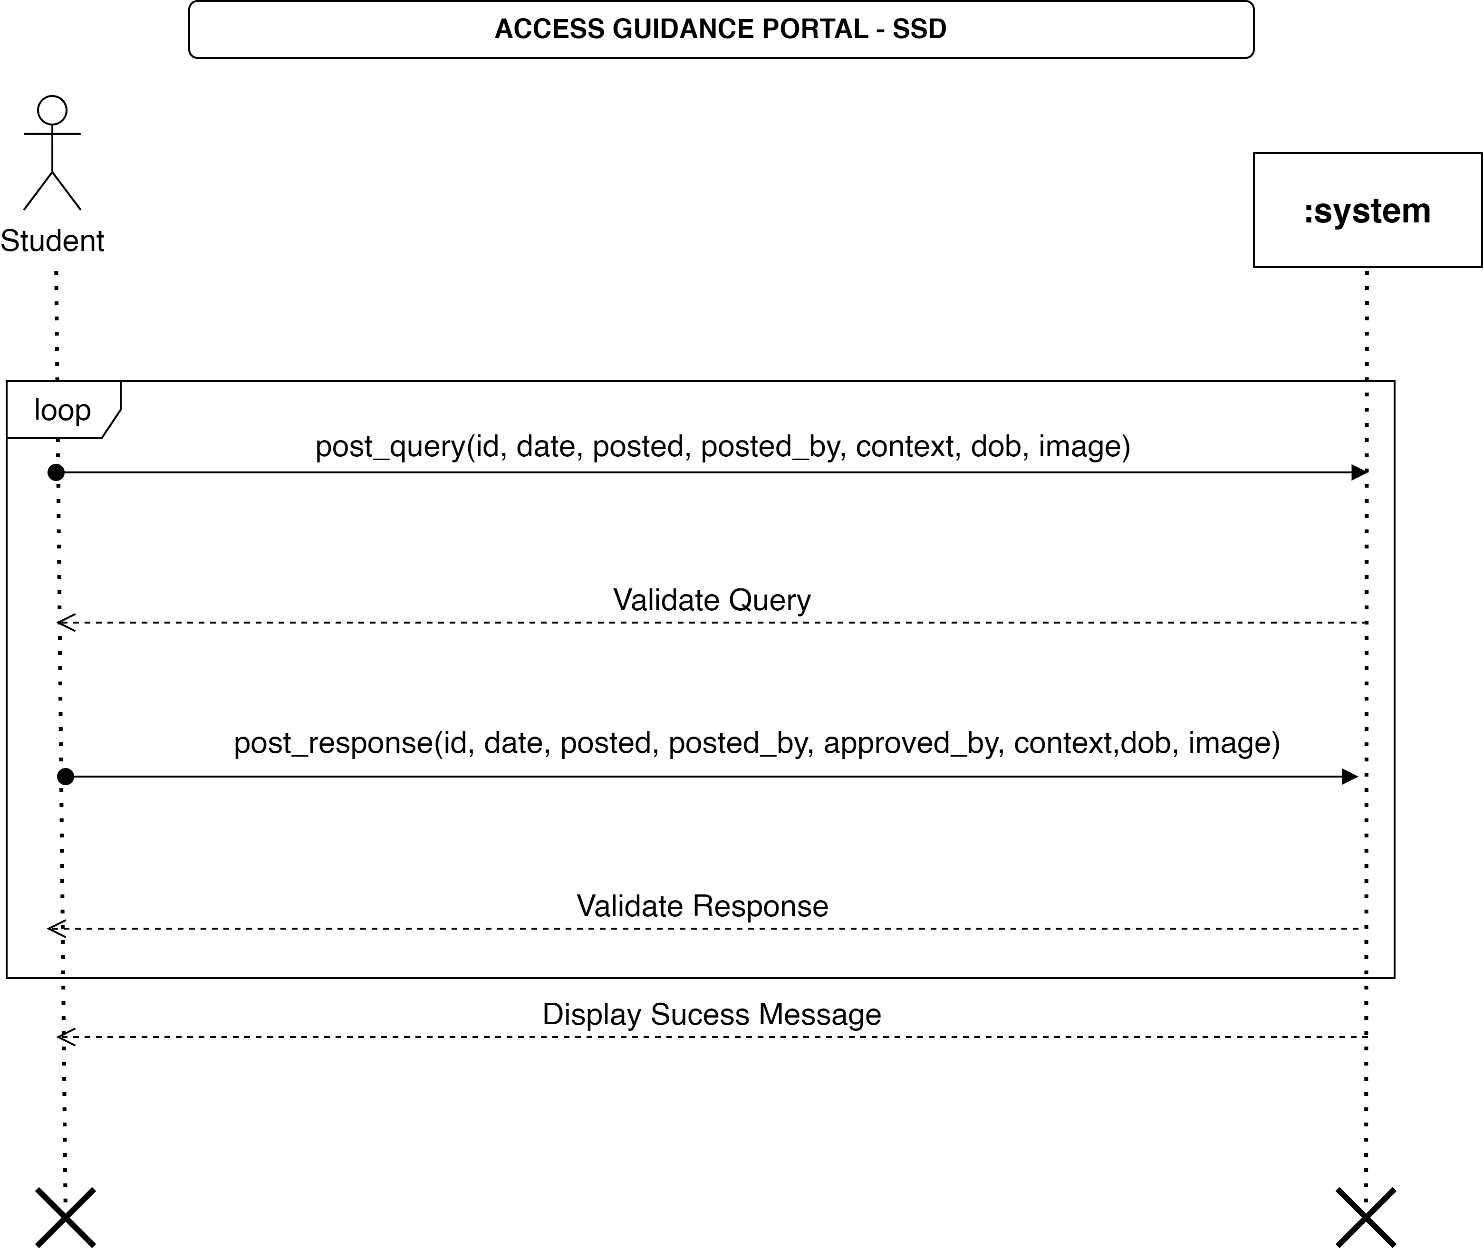 ACCESS GUIDANCE PORTAL - SSD
Student
:system
loop
post_query(id, date, posted, posted_by, context, dob, image)
Validate Query
post_response(id, date, posted, posted_by, approved_by, context,dob, image)
Validate Response
Display Sucess Message